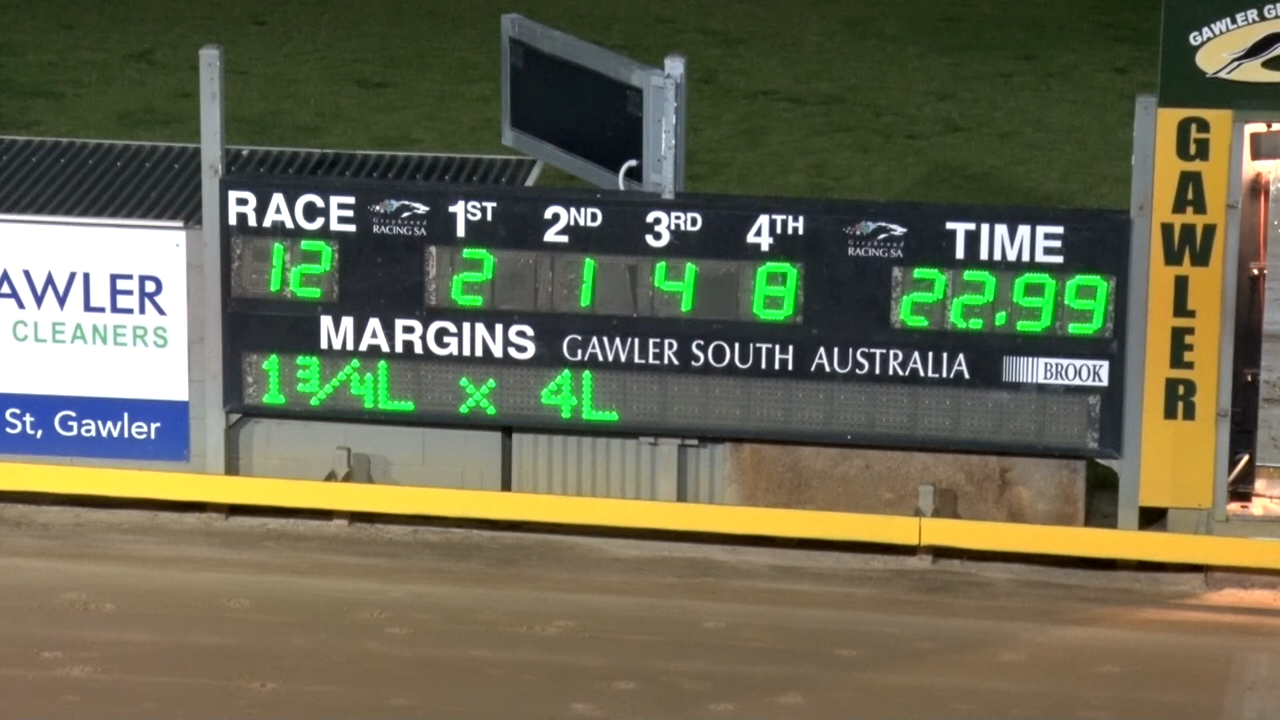 GAWLER GR
RACE Greyhound RACING SA 1ST 2ND 3RD 4TH Greyhound RACING SA TIME
12 2 1 4 8 22.99
MARGINS GAWLER SOUTH AUSTRALIA BROOK
1¾L x 4L
AWLER
CLEANERS
St, Gawler
GAWLER